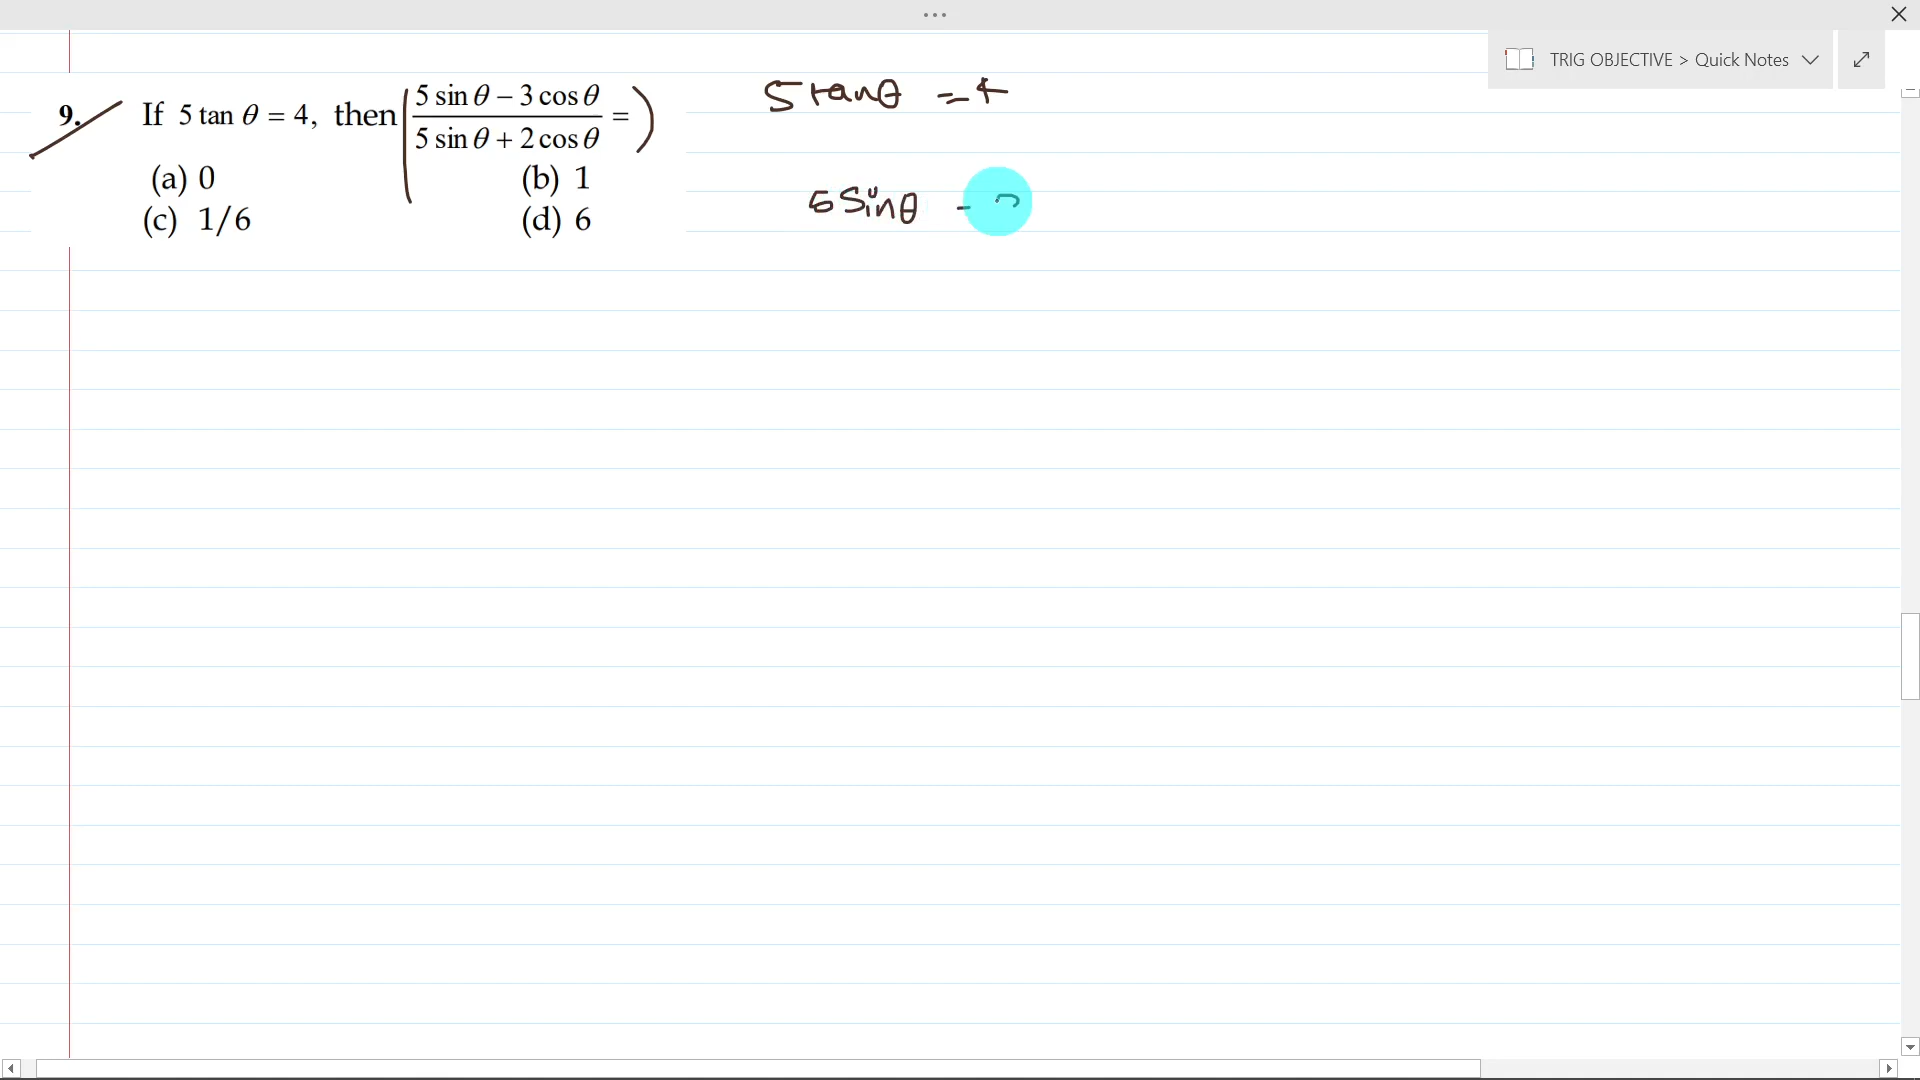 TRIG OBJECTIVE > Quick Notes
9. If 5 tan θ = 4, then (5 sin θ − 3 cos θ / 5 sin θ + 2 cos θ =)
(a) 0 (b) 1
(c) 1/6 (d) 6
5 tanθ = 4
5 Sinθ -